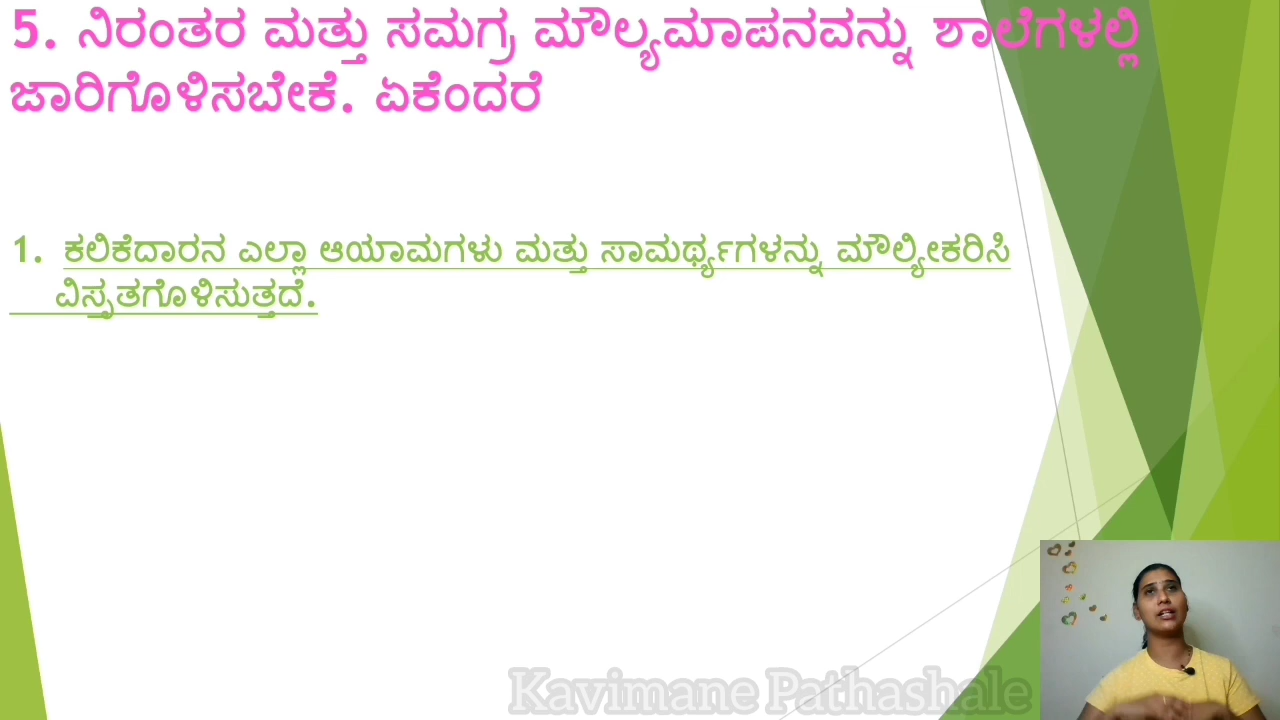 5. ನಿರಂತರ ಮತ್ತು ಸಮಗ್ರ ಮೌಲ್ಯಮಾಪನವನ್ನು ಶಾಲೆಗಳಲ್ಲಿ
ಜಾರಿಗೊಳಿಸಬೇಕೆ. ಏಕೆಂದರೆ
1. ಕಲಿಕೆದಾರನ ಎಲ್ಲಾ ಆಯಾಮಗಳು ಮತ್ತು ಸಾಮರ್ಥ್ಯಗಳನ್ನು ಮೌಲ್ಯೀಕರಿಸಿ
ವಿಸ್ತೃತಗೊಳಿಸುತ್ತದೆ.
Kavimane Pathashale